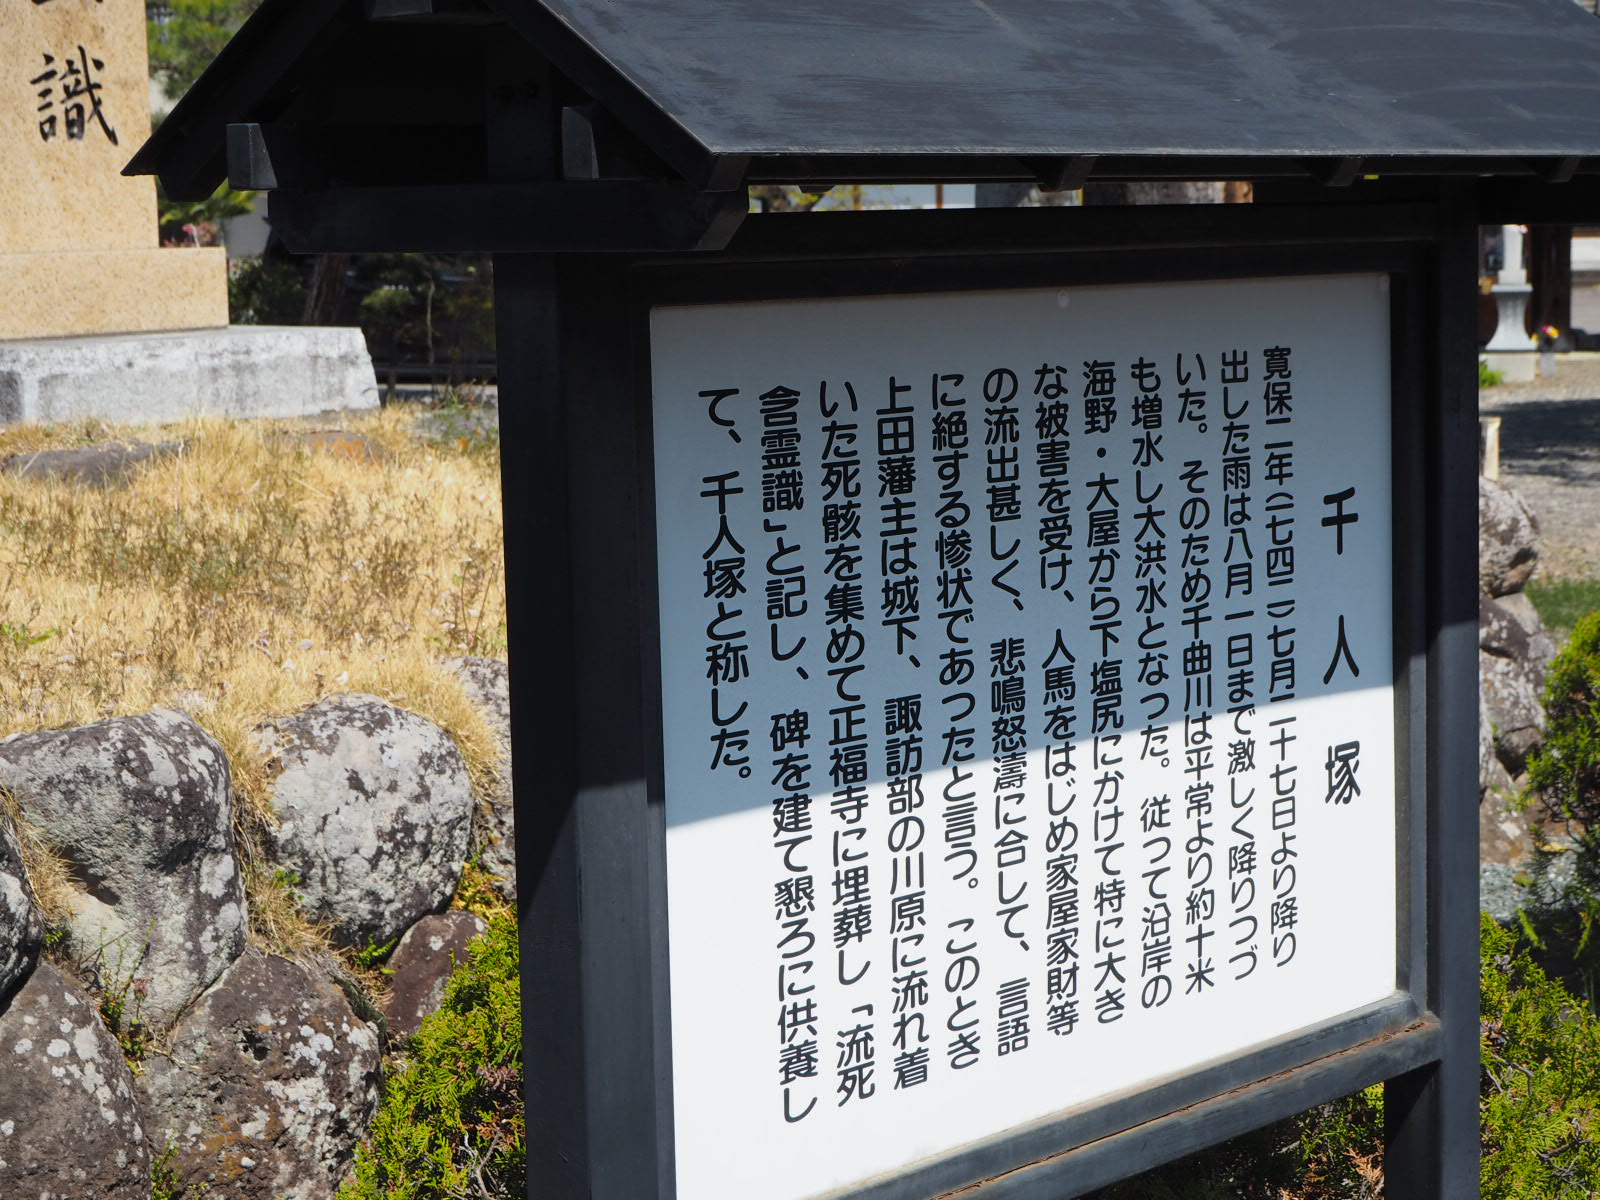 千人塚
寛保二年(一七四二)七月二十七日より降り
出した雨は八月一日まで激しく降りつづ
いた。そのため千曲川は平常より約十米
も増水し大洪水となった。従って沿岸の
海野・大屋から下塩尻にかけて特に大き
な被害を受け、人馬をはじめ家屋家財等
の流出甚しく、悲鳴怒濤に合して、言語
に絶する惨状であったと言う。このとき
上田藩主は城下、諏訪部の川原に流れ着
いた死骸を集めて正福寺に埋葬し「流死
含霊識」と記し、碑を建て懇ろに供養し
て、千人塚と称した。
識